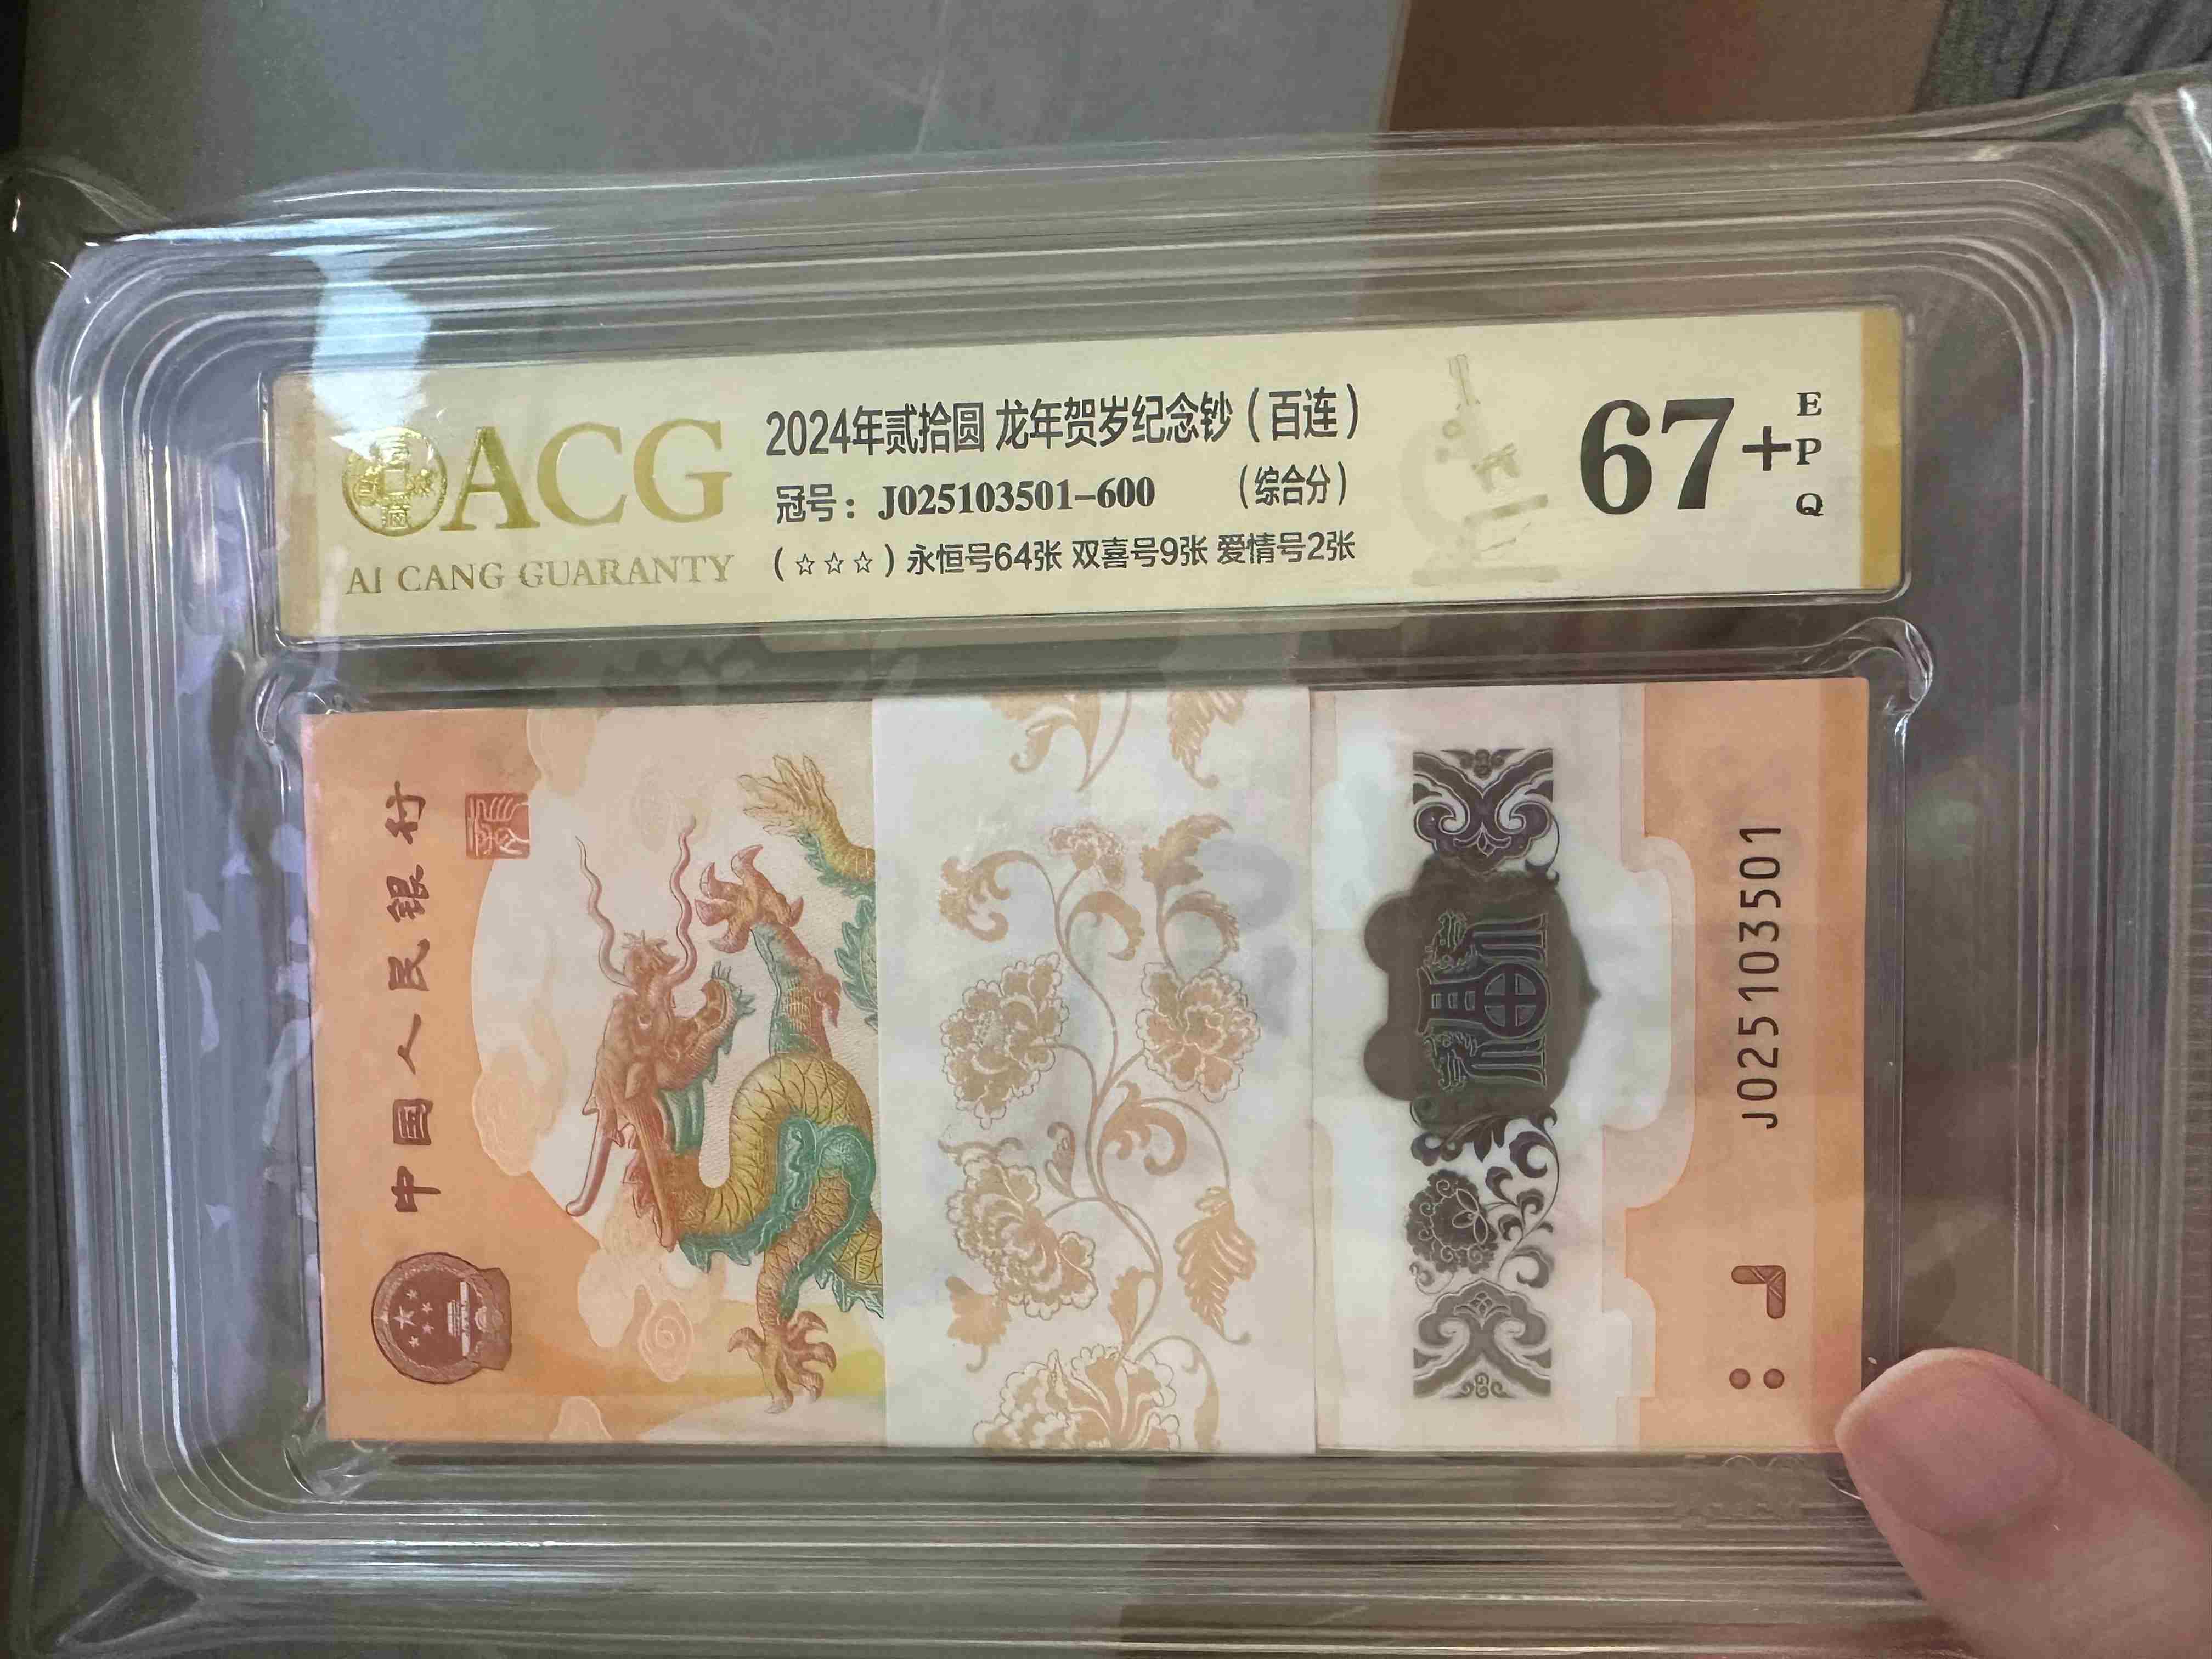 ACG
AI CANG GUARANTY
2024年贰拾圆 龙年贺岁纪念钞（百连）
冠号：J025103501-600 （综合分）
（☆☆☆）永恒号64张 双喜号9张 爱情号2张
67+
EPQ
中国人民银行
福
J025103501